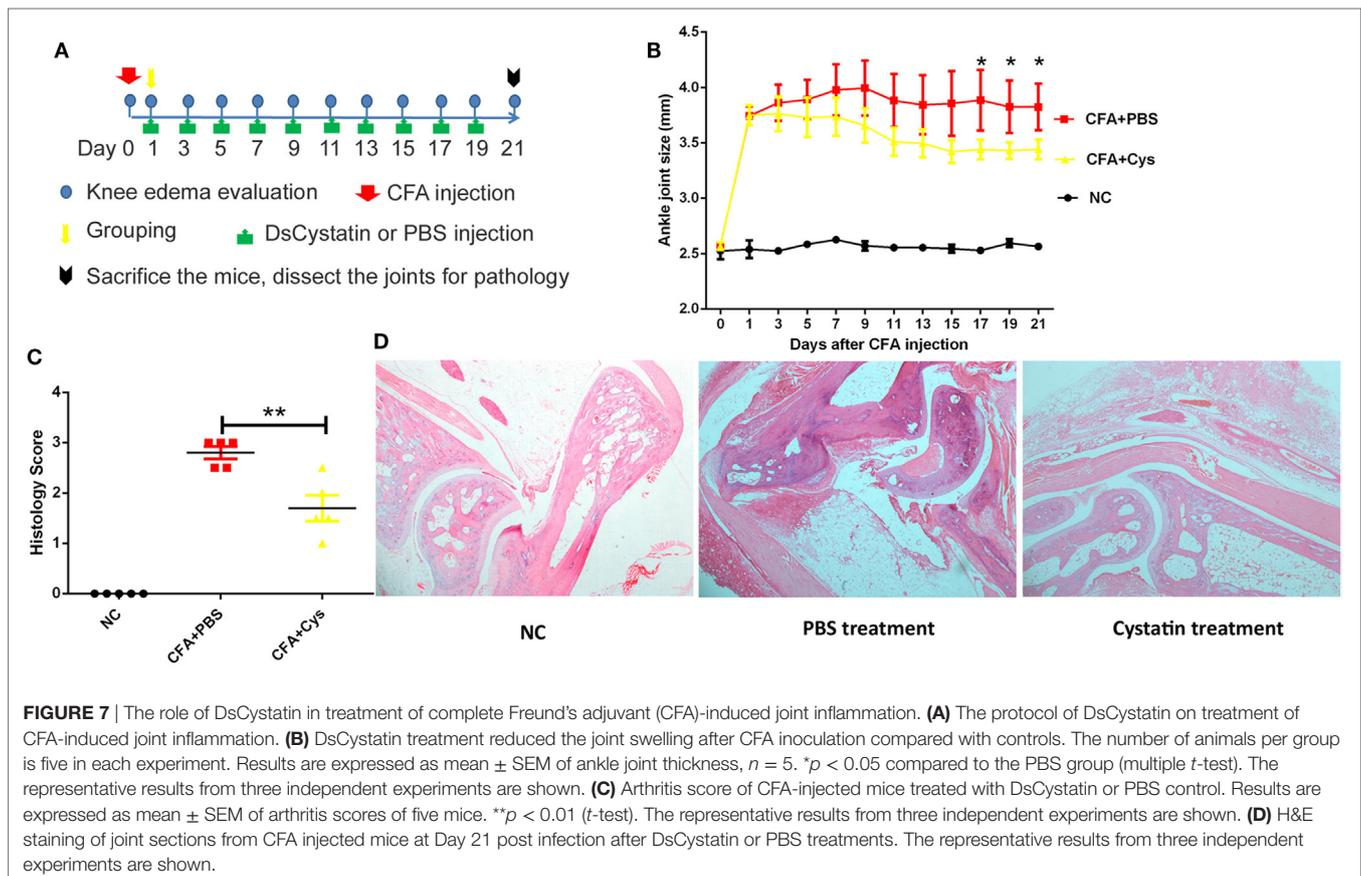 A
Day 0 1 3 5 7 9 11 13 15 17 19 21
Knee edema evaluation
CFA injection
Grouping
DsCystatin or PBS injection
Sacrifice the mice, dissect the joints for pathology
B
4.5
4.0
3.5
3.0
2.5
2.0
Ankle joint size (mm)
* * *
0 1 3 5 7 9 11 13 15 17 19 21
Days after CFA injection
CFA+PBS
CFA+Cys
NC
C
4
3
2
1
0
Histology Score
**
NC
CFA+PBS
CFA+Cys
D
NC
PBS treatment
Cystatin treatment
FIGURE 7 | The role of DsCystatin in treatment of complete Freund's adjuvant (CFA)-induced joint inflammation. (A) The protocol of DsCystatin on treatment of
CFA-induced joint inflammation. (B) DsCystatin treatment reduced the joint swelling after CFA inoculation compared with controls. The number of animals per group
is five in each experiment. Results are expressed as mean ± SEM of ankle joint thickness, n = 5. *p < 0.05 compared to the PBS group (multiple t-test). The
representative results from three independent experiments are shown. (C) Arthritis score of CFA-injected mice treated with DsCystatin or PBS control. Results are
expressed as mean ± SEM of arthritis scores of five mice. **p < 0.01 (t-test). The representative results from three independent experiments are shown. (D) H&E
staining of joint sections from CFA injected mice at Day 21 post infection after DsCystatin or PBS treatments. The representative results from three independent
experiments are shown.